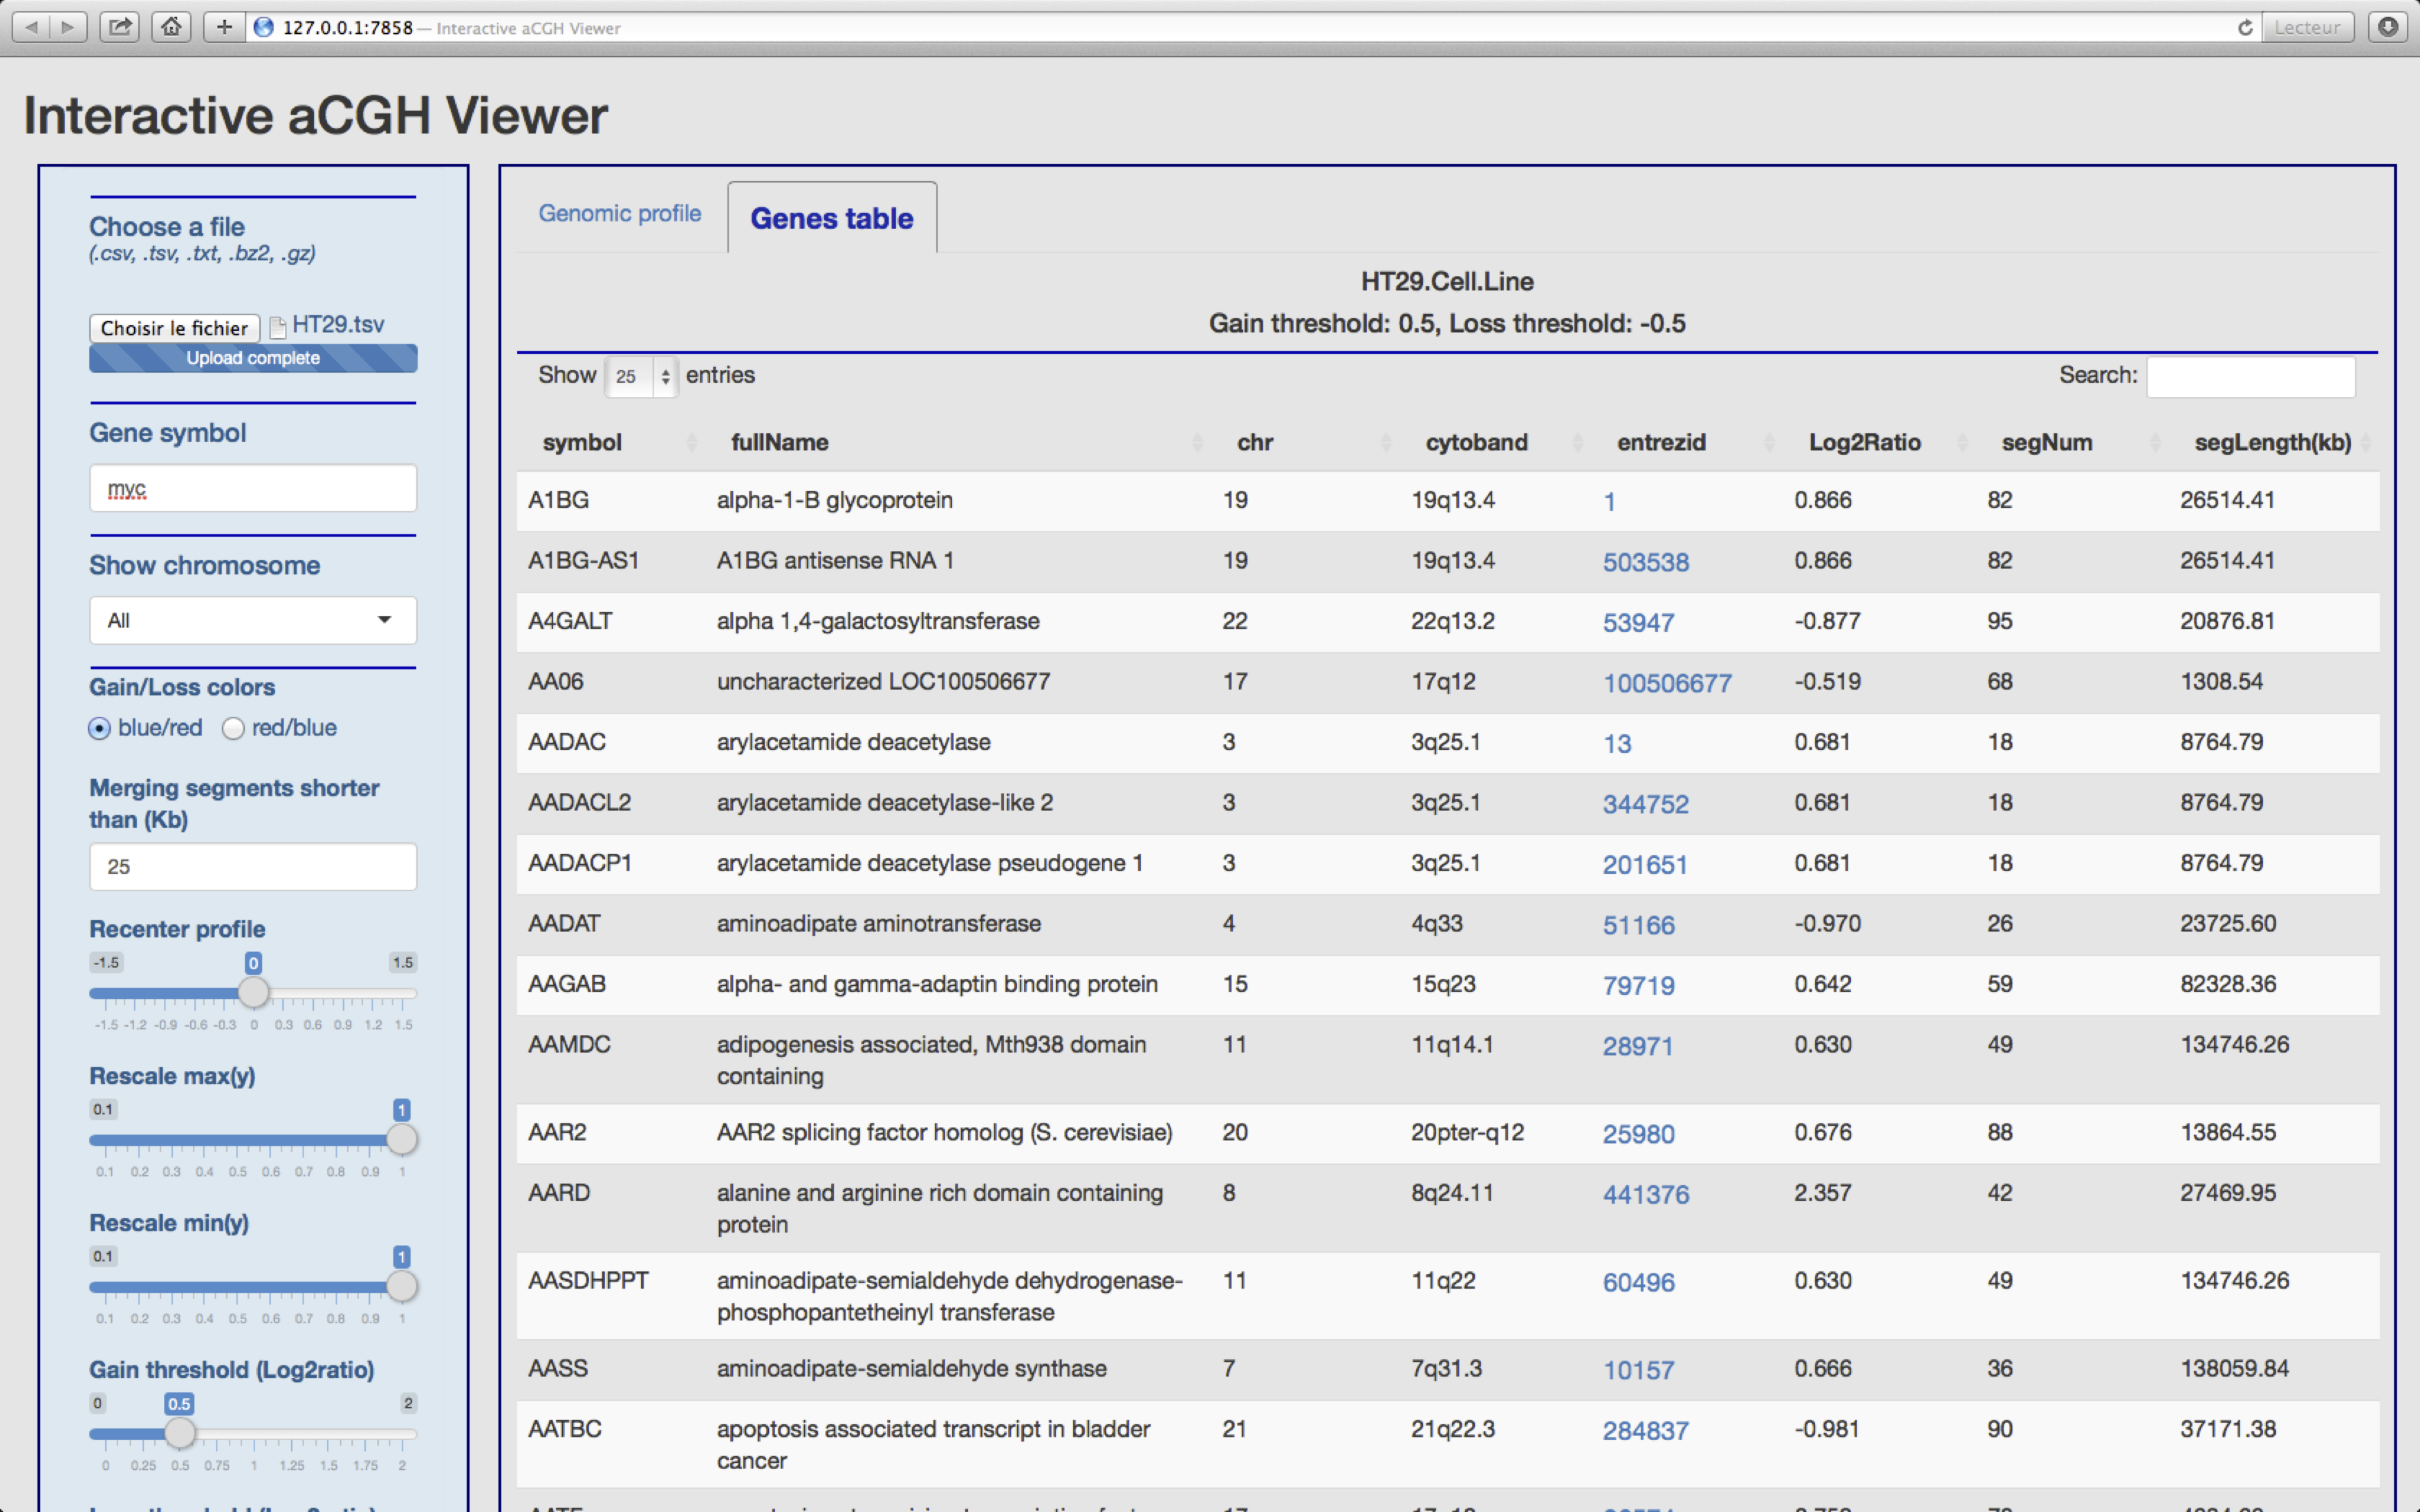 127.0.0.1:7858 — Interactive aCGH Viewer
Lecteur
Interactive aCGH Viewer
Choose a file
(.csv, .tsv, .txt, .bz2, .gz)
Choisir le fichier HT29.tsv
Upload complete
Gene symbol
myc
Show chromosome
All
Gain/Loss colors
blue/red red/blue
Merging segments shorter
than (Kb)
25
Recenter profile
-1.5 0 1.5
-1.5 -1.2 -0.9 -0.6 -0.3 0 0.3 0.6 0.9 1.2 1.5
Rescale max(y)
0.1 1
0.1 0.2 0.3 0.4 0.5 0.6 0.7 0.8 0.9 1
Rescale min(y)
0.1 1
0.1 0.2 0.3 0.4 0.5 0.6 0.7 0.8 0.9 1
Gain threshold (Log2ratio)
0 0.5 2
0 0.25 0.5 0.75 1 1.25 1.5 1.75 2
Genomic profile Genes table
HT29.Cell.Line
Gain threshold: 0.5, Loss threshold: -0.5
Show 25 entries Search:
symbol fullName chr cytoband entrezid Log2Ratio segNum segLength(kb)
A1BG alpha-1-B glycoprotein 19 19q13.4 1 0.866 82 26514.41
A1BG-AS1 A1BG antisense RNA 1 19 19q13.4 503538 0.866 82 26514.41
A4GALT alpha 1,4-galactosyltransferase 22 22q13.2 53947 -0.877 95 20876.81
AA06 uncharacterized LOC100506677 17 17q12 100506677 -0.519 68 1308.54
AADAC arylacetamide deacetylase 3 3q25.1 13 0.681 18 8764.79
AADACL2 arylacetamide deacetylase-like 2 3 3q25.1 344752 0.681 18 8764.79
AADACP1 arylacetamide deacetylase pseudogene 1 3 3q25.1 201651 0.681 18 8764.79
AADAT aminoadipate aminotransferase 4 4q33 51166 -0.970 26 23725.60
AAGAB alpha- and gamma-adaptin binding protein 15 15q23 79719 0.642 59 82328.36
AAMDC adipogenesis associated, Mth938 domain 11 11q14.1 28971 0.630 49 134746.26
containing
AAR2 AAR2 splicing factor homolog (S. cerevisiae) 20 20pter-q12 25980 0.676 88 13864.55
AARD alanine and arginine rich domain containing 8 8q24.11 441376 2.357 42 27469.95
protein
AASDHPPT aminoadipate-semialdehyde dehydrogenase- 11 11q22 60496 0.630 49 134746.26
phosphopantetheinyl transferase
AASS aminoadipate-semialdehyde synthase 7 7q31.3 10157 0.666 36 138059.84
AATBC apoptosis associated transcript in bladder 21 21q22.3 284837 -0.981 90 37171.38
cancer